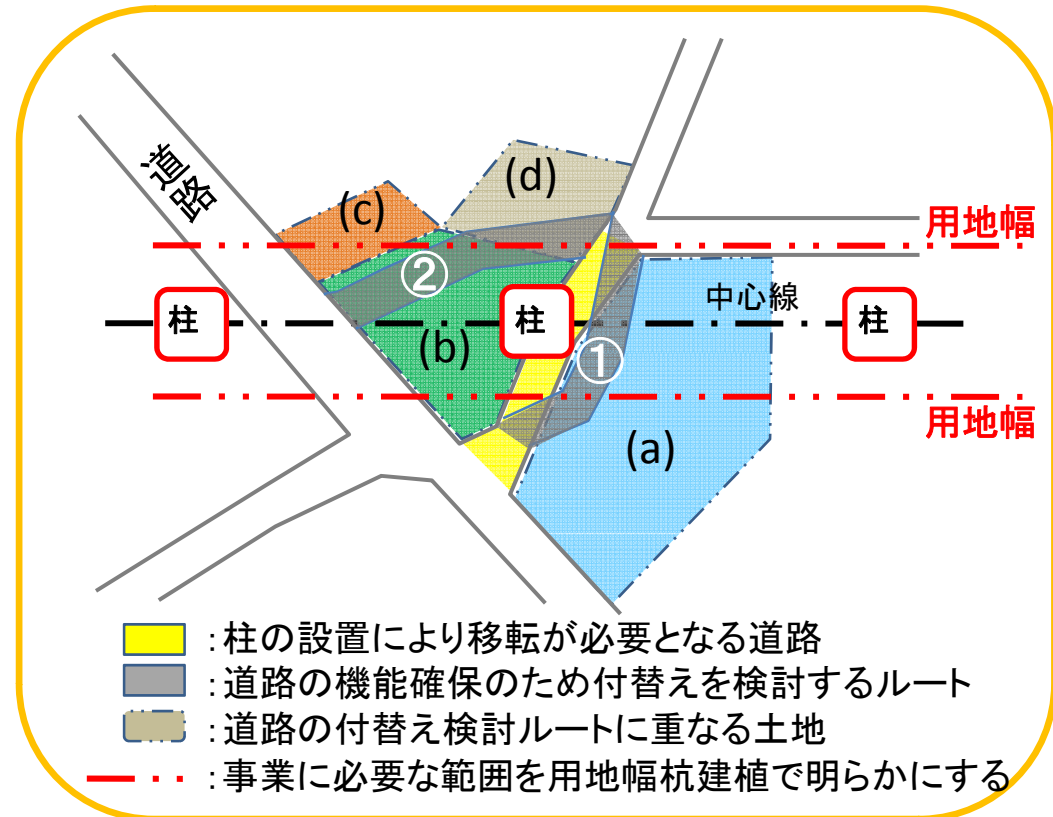 道路
(d)
(c)
用地幅
②
柱
柱
中心線
柱
(b)
①
用地幅
(a)
:柱の設置により移転が必要となる道路
:道路の機能確保のため付替えを検討するルート
:道路の付替え検討ルートに重なる土地
:事業に必要な範囲を用地幅杭建植で明らかにする